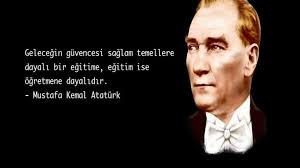 Geleceğin güvencesi sağlam temellere
dayalı bir eğitime, eğitim ise
öğretmene dayalıdır.
- Mustafa Kemal Atatürk